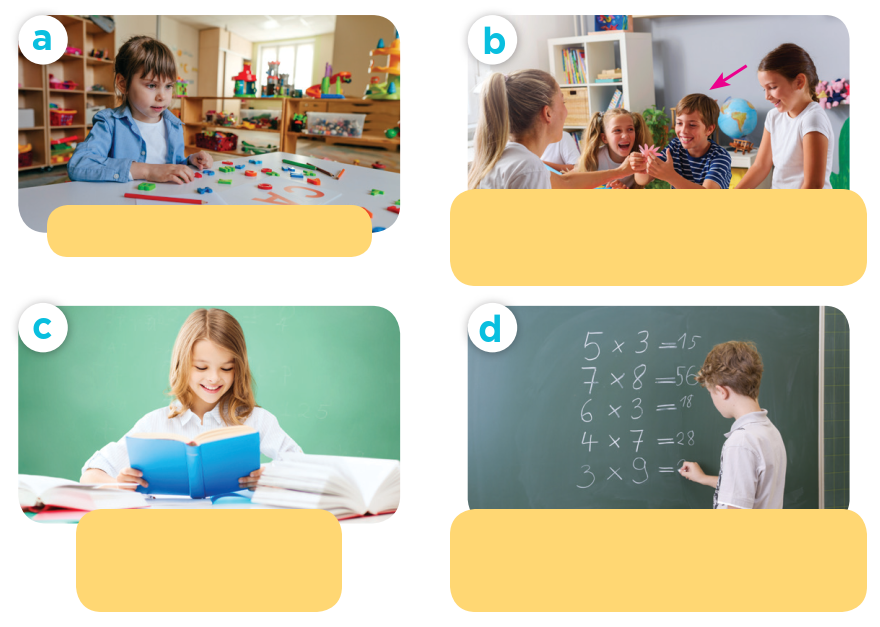 a
b
c
d
5 × 3 = 15
7 × 8 = 56
6 × 3 = 18
4 × 7 = 28
3 × 9 =